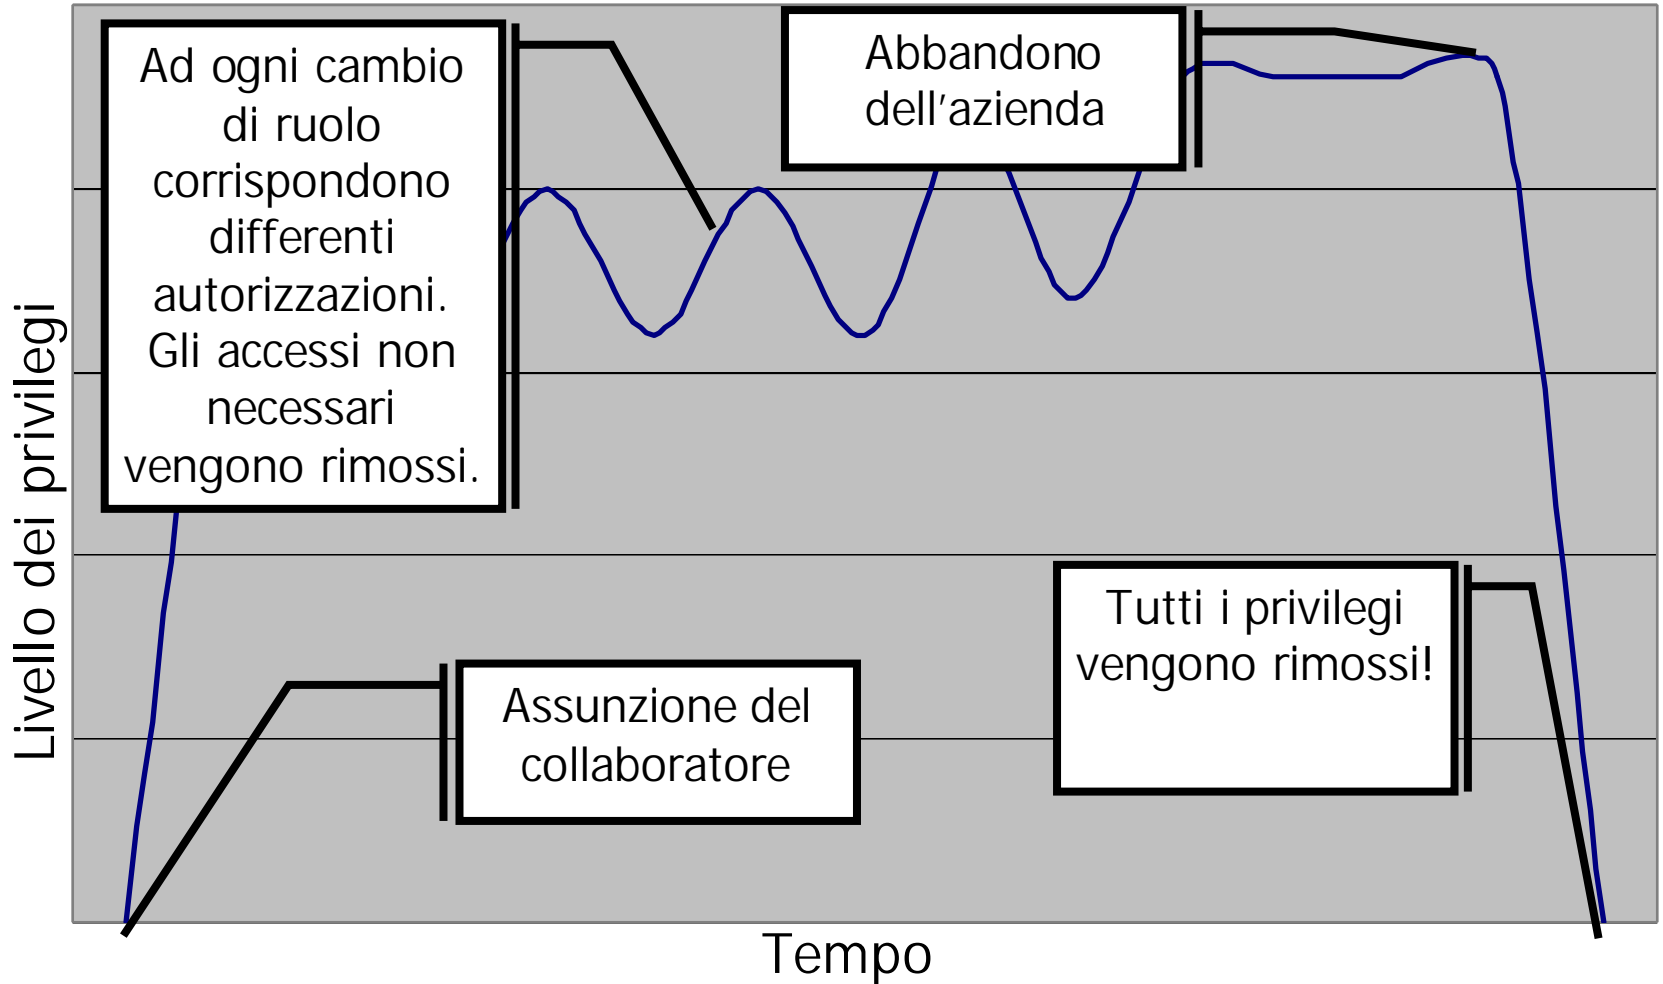 Ad ogni cambio
di ruolo
corrispondono
differenti
autorizzazioni.
Gli accessi non
necessari
vengono rimossi.
Abbandono
dell'azienda
Livello dei privilegi
Assunzione del
collaboratore
Tutti i privilegi
vengono rimossi!
Tempo